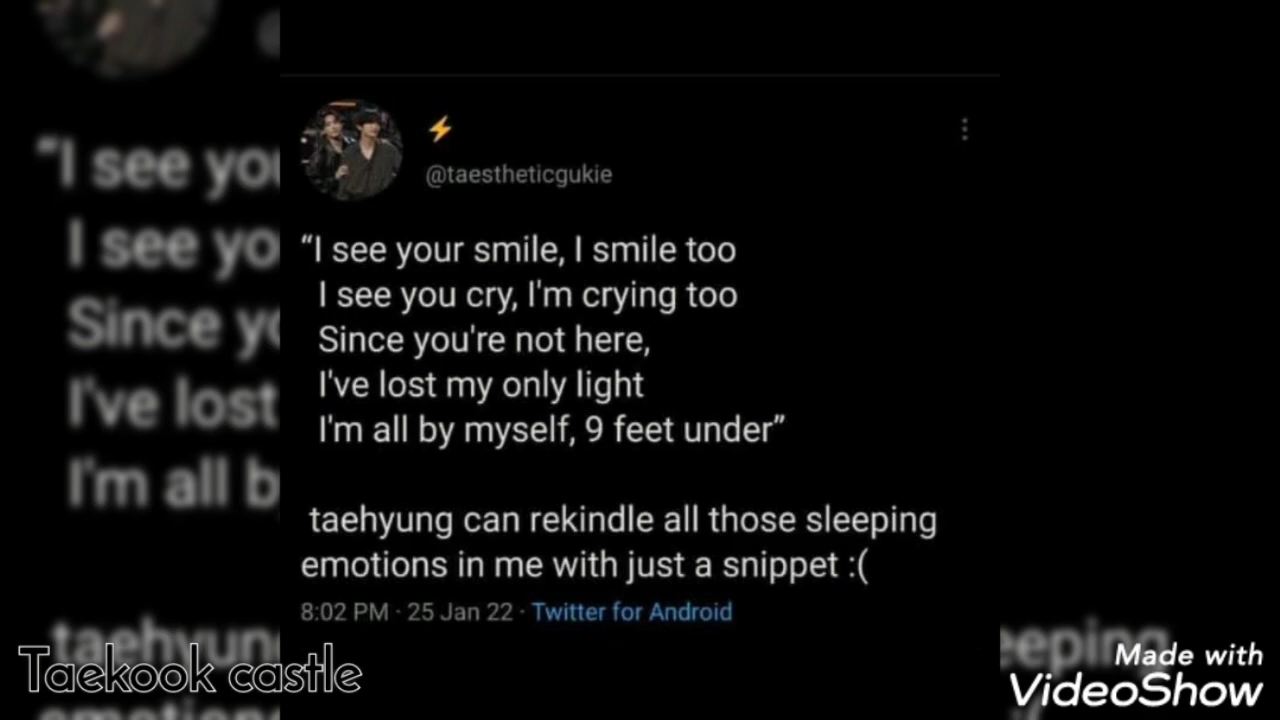 ⚡
@taestheticgukie
“I see your smile, I smile too
I see you cry, I'm crying too
Since you're not here,
I've lost my only light
I'm all by myself, 9 feet under”
taehyung can rekindle all those sleeping
emotions in me with just a snippet :(
8:02 PM · 25 Jan 22 · Twitter for Android
Taekook castle
Made with
VideoShow